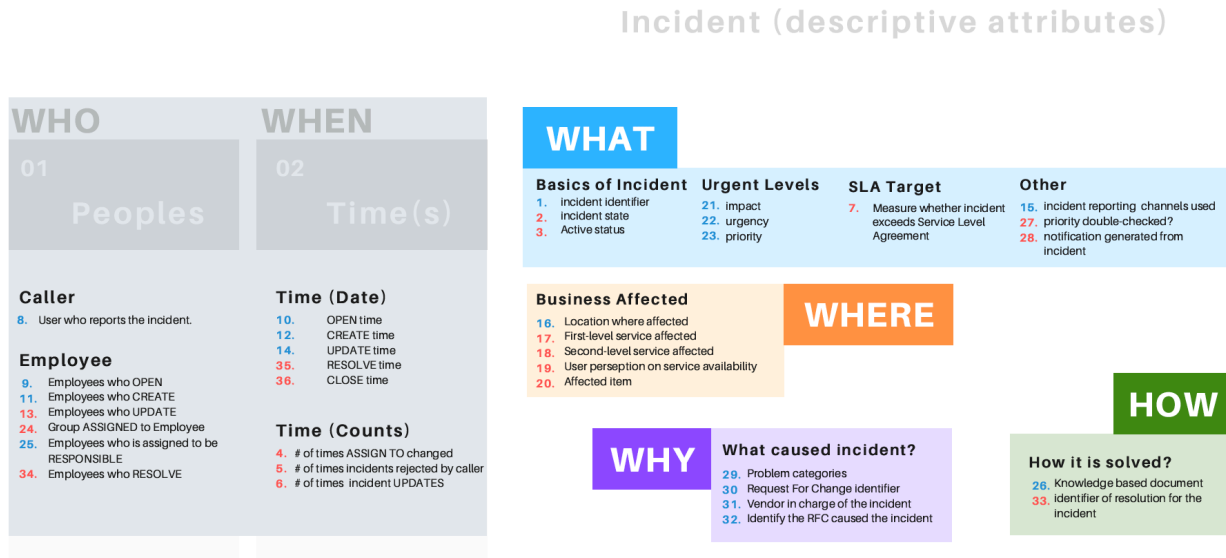 Incident (descriptive attributes)
WHO
01
Peoples
Caller
8. User who reports the incident.
Employee
9. Employees who OPEN
11. Employees who CREATE
13. Employees who UPDATE
24. Group ASSIGNED to Employee
25. Employees who is assigned to be
RESPONSIBLE
34. Employees who RESOLVE
WHEN
02
Time(s)
Time (Date)
10. OPEN time
12. CREATE time
14. UPDATE time
35. RESOLVE time
36. CLOSE time
Time (Counts)
4. # of times ASSIGN TO changed
5. # of times incidents rejected by caller
6. # of times incident UPDATES
WHAT
Basics of Incident
1. incident identifier
2. incident state
3. Active status
Urgent Levels
21. impact
22. urgency
23. priority
SLA Target
7. Measure whether incident
exceeds Service Level
Agreement
Other
15. incident reporting channels used
27. priority double-checked?
28. notification generated from
incident
Business Affected
16. Location where affected
17. First-level service affected
18. Second-level service affected
19. User perseption on service availability
20. Affected item
WHERE
WHY
What caused incident?
29. Problem categories
30 Request For Change identifier
31. Vendor in charge of the incident
32. Identify the RFC caused the incident
HOW
How it is solved?
26. Knowledge based document
33. identifier of resolution for the
incident